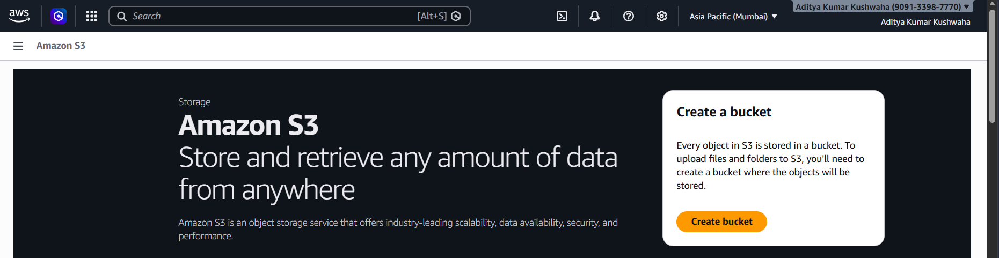 aws
Search
[Alt+S]
Asia Pacific (Mumbai)
Aditya Kumar Kushwaha (9091-3398-7770)
Aditya Kumar Kushwaha
Amazon S3
Storage
Amazon S3
Store and retrieve any amount of data
from anywhere
Amazon S3 is an object storage service that offers industry-leading scalability, data availability, security, and
performance.
Create a bucket
Every object in S3 is stored in a bucket. To
upload files and folders to S3, you'll need to
create a bucket where the objects will be
stored.
Create bucket